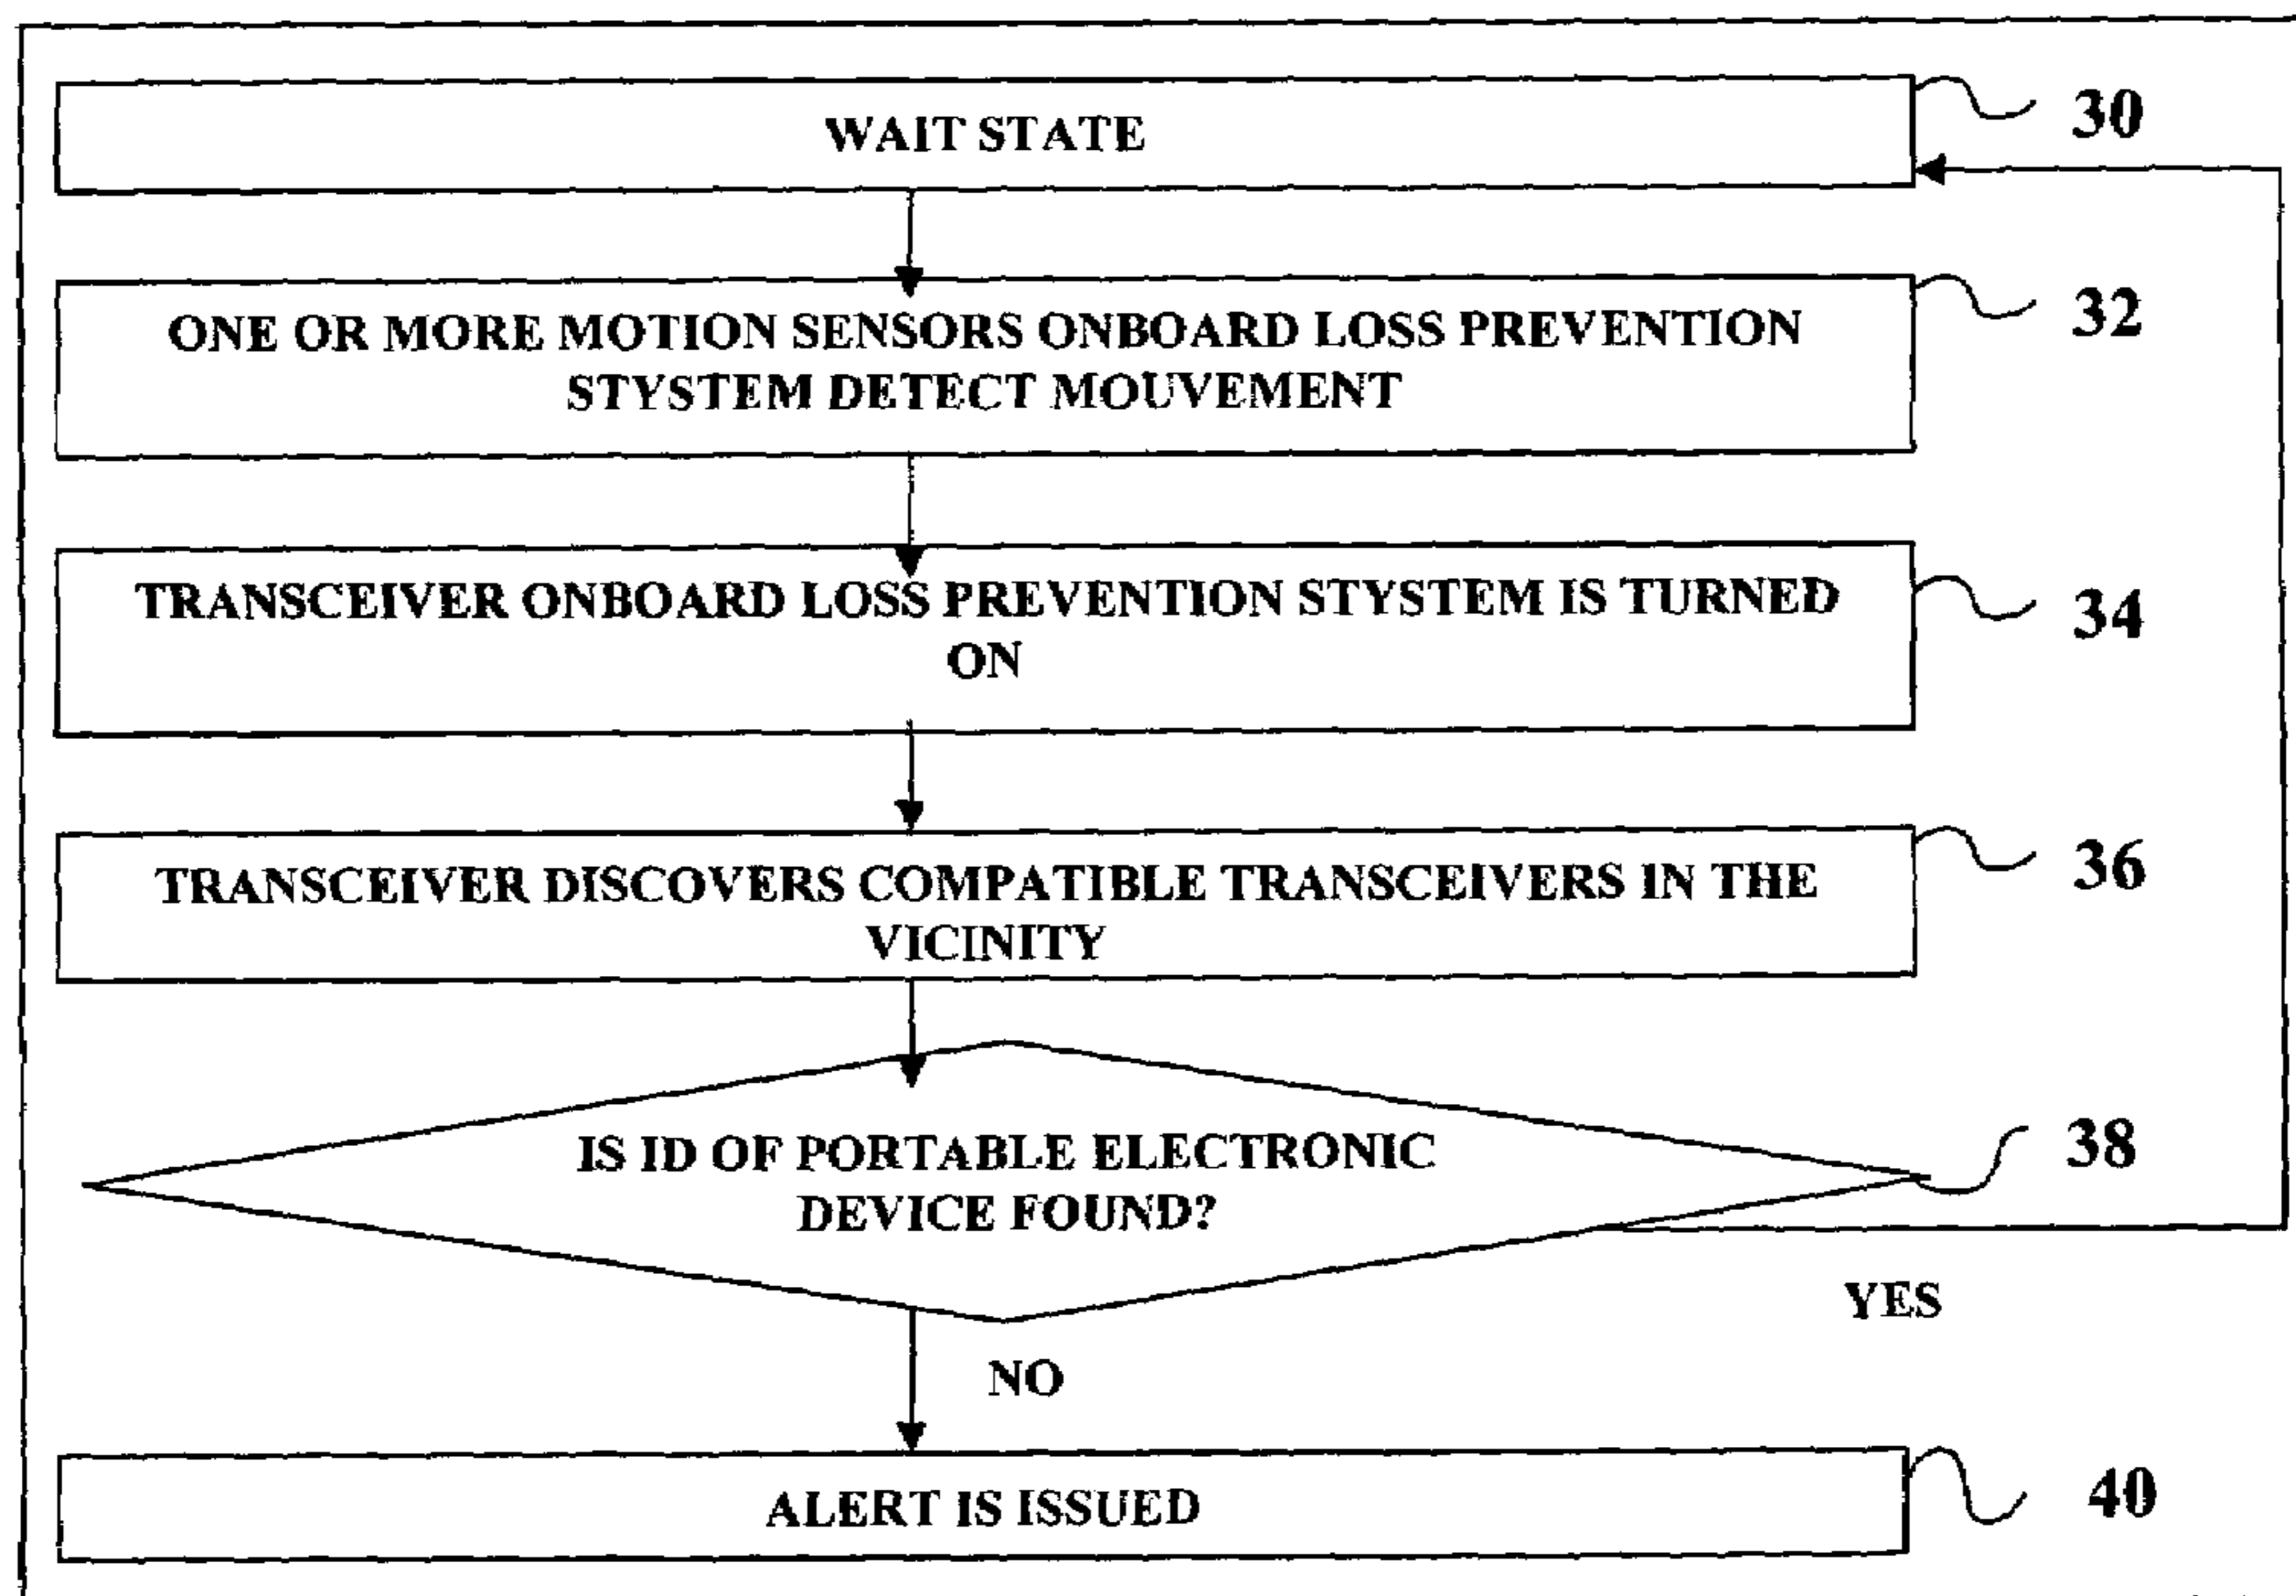 WAIT STATE
30
ONE OR MORE MOTION SENSORS ONBOARD LOSS PREVENTION
STYSTEM DETECT MOUVEMENT
32
TRANSCEIVER ONBOARD LOSS PREVENTION STYSTEM IS TURNED
ON
34
TRANSCEIVER DISCOVERS COMPATIBLE TRANSCEIVERS IN THE
VICINITY
36
IS ID OF PORTABLE ELECTRONIC
DEVICE FOUND?
38
YES
NO
ALERT IS ISSUED
40